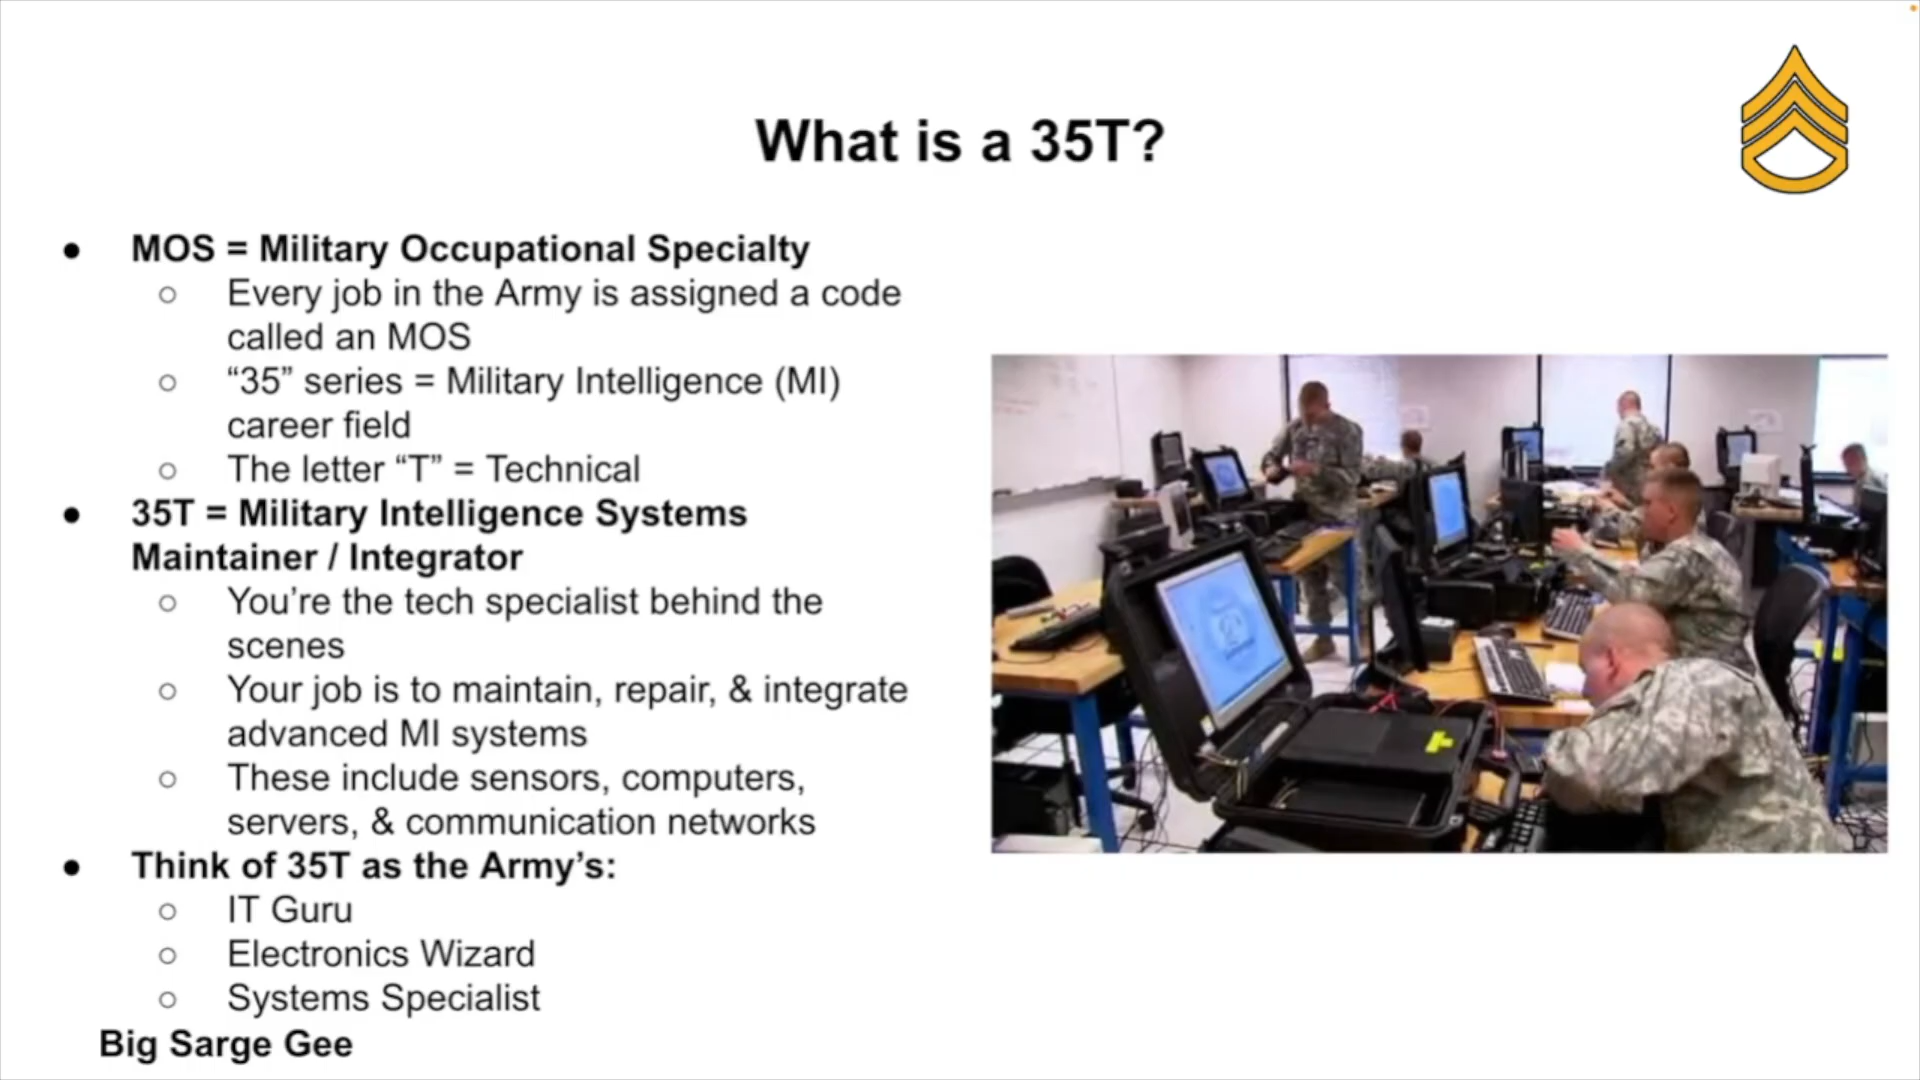 What is a 35T?
● MOS = Military Occupational Specialty
○ Every job in the Army is assigned a code
called an MOS
○ “35” series = Military Intelligence (MI)
career field
○ The letter “T” = Technical
● 35T = Military Intelligence Systems
Maintainer / Integrator
○ You’re the tech specialist behind the
scenes
○ Your job is to maintain, repair, & integrate
advanced MI systems
○ These include sensors, computers,
servers, & communication networks
● Think of 35T as the Army’s:
○ IT Guru
○ Electronics Wizard
○ Systems Specialist
Big Sarge Gee